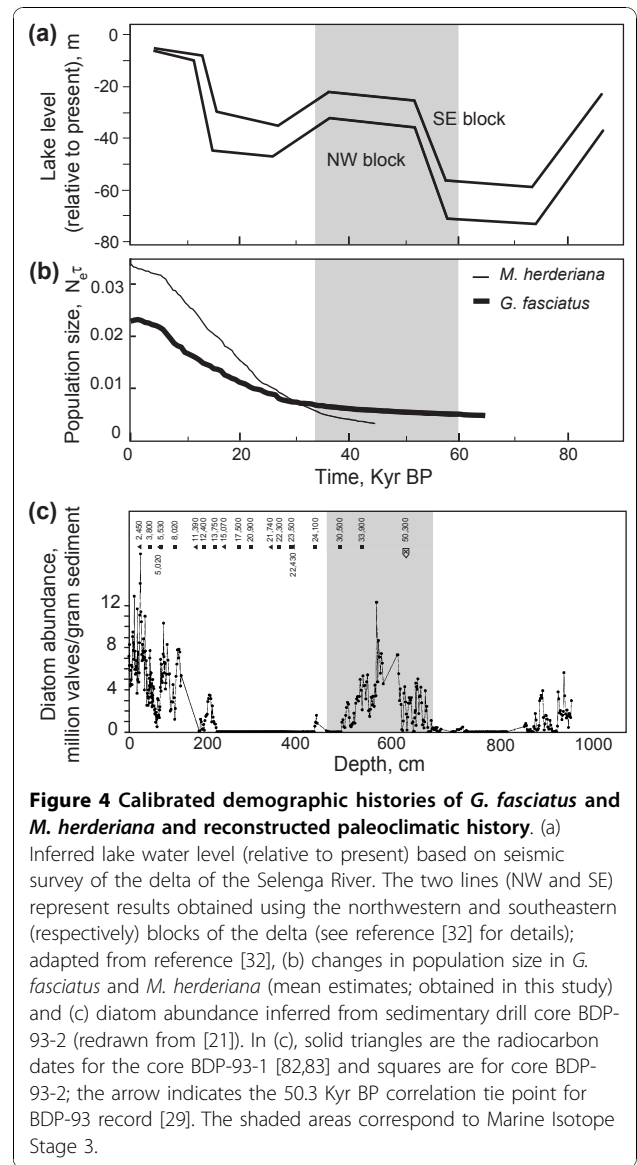 (a)
0
-20
-40
-60
-80
Lake level
(relative to present), m
SE block
NW block
(b)
0.03
0.02
0.01
0
Population size, Nₑτ
M. herderiana
G. fasciatus
0 20 40 60 80
Time, Kyr BP
(c)
2,450
3,800
5,020
5,530
8,020
11,390
12,400
13,750
15,070
17,500
20,900
21,740
22,300
22,430
23,500
24,100
30,500
33,900
50,300
12
8
4
0
Diatom abundance,
million valves/gram sediment
0 200 400 600 800 1000
Depth, cm
Figure 4 Calibrated demographic histories of G. fasciatus and
M. herderiana and reconstructed paleoclimatic history. (a)
Inferred lake water level (relative to present) based on seismic
survey of the delta of the Selenga River. The two lines (NW and SE)
represent results obtained using the northwestern and southeastern
(respectively) blocks of the delta (see reference [32] for details);
adapted from reference [32], (b) changes in population size in G.
fasciatus and M. herderiana (mean estimates; obtained in this study)
and (c) diatom abundance inferred from sedimentary drill core BDP-
93-2 (redrawn from [21]). In (c), solid triangles are the radiocarbon
dates for the core BDP-93-1 [82,83] and squares are for core BDP-
93-2; the arrow indicates the 50.3 Kyr BP correlation tie point for
BDP-93 record [29]. The shaded areas correspond to Marine Isotope
Stage 3.